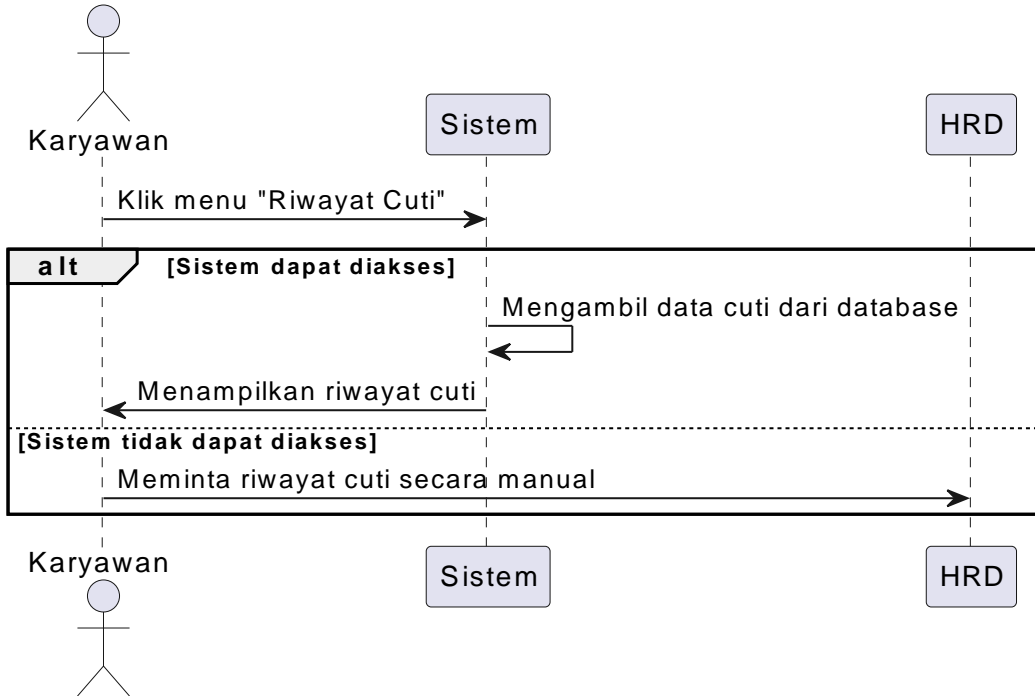 Karyawan
Sistem
HRD
Klik menu "Riwayat Cuti"
alt
[Sistem dapat diakses]
Mengambil data cuti dari database
Menampilkan riwayat cuti
[Sistem tidak dapat diakses]
Meminta riwayat cuti secara manual
Karyawan
Sistem
HRD